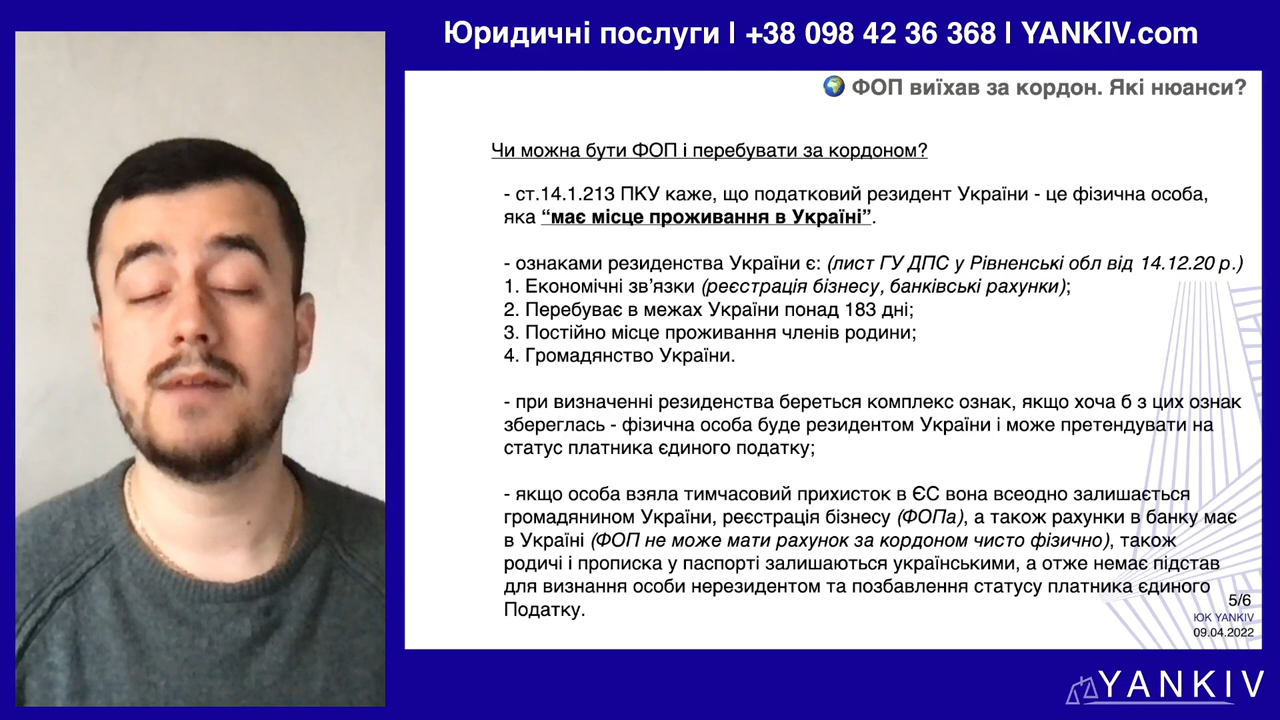 Юридичні послуги | +38 098 42 36 368 | YANKIV.com
ФОП виїхав за кордон. Які нюанси?
Чи можна бути ФОП і перебувати за кордоном?
- ст.14.1.213 ПКУ каже, що податковий резидент України - це фізична особа,
яка “має місце проживання в Україні”.
- ознаками резиденства України є: (лист ГУ ДПС у Рівненські обл від 14.12.20 р.)
1. Економічні зв’язки (реєстрація бізнесу, банківські рахунки);
2. Перебуває в межах України понад 183 дні;
3. Постійно місце проживання членів родини;
4. Громадянство України.
- при визначенні резиденства береться комплекс ознак, якщо хоча б з цих ознак
збереглась - фізична особа буде резидентом України і може претендувати на
статус платника єдиного податку;
- якщо особа взяла тимчасовий прихисток в ЄС вона всеодно залишається
громадянином України, реєстрація бізнесу (ФОПа), а також рахунки в банку має
в Україні (ФОП не може мати рахунок за кордоном чисто фізично), також
родичі і прописка у паспорті залишаються українськими, а отже немає підстав
для визнання особи нерезидентом та позбавлення статусу платника єдиного
Податку.
5/6
ЮК YANKIV
09.04.2022
YANKIV